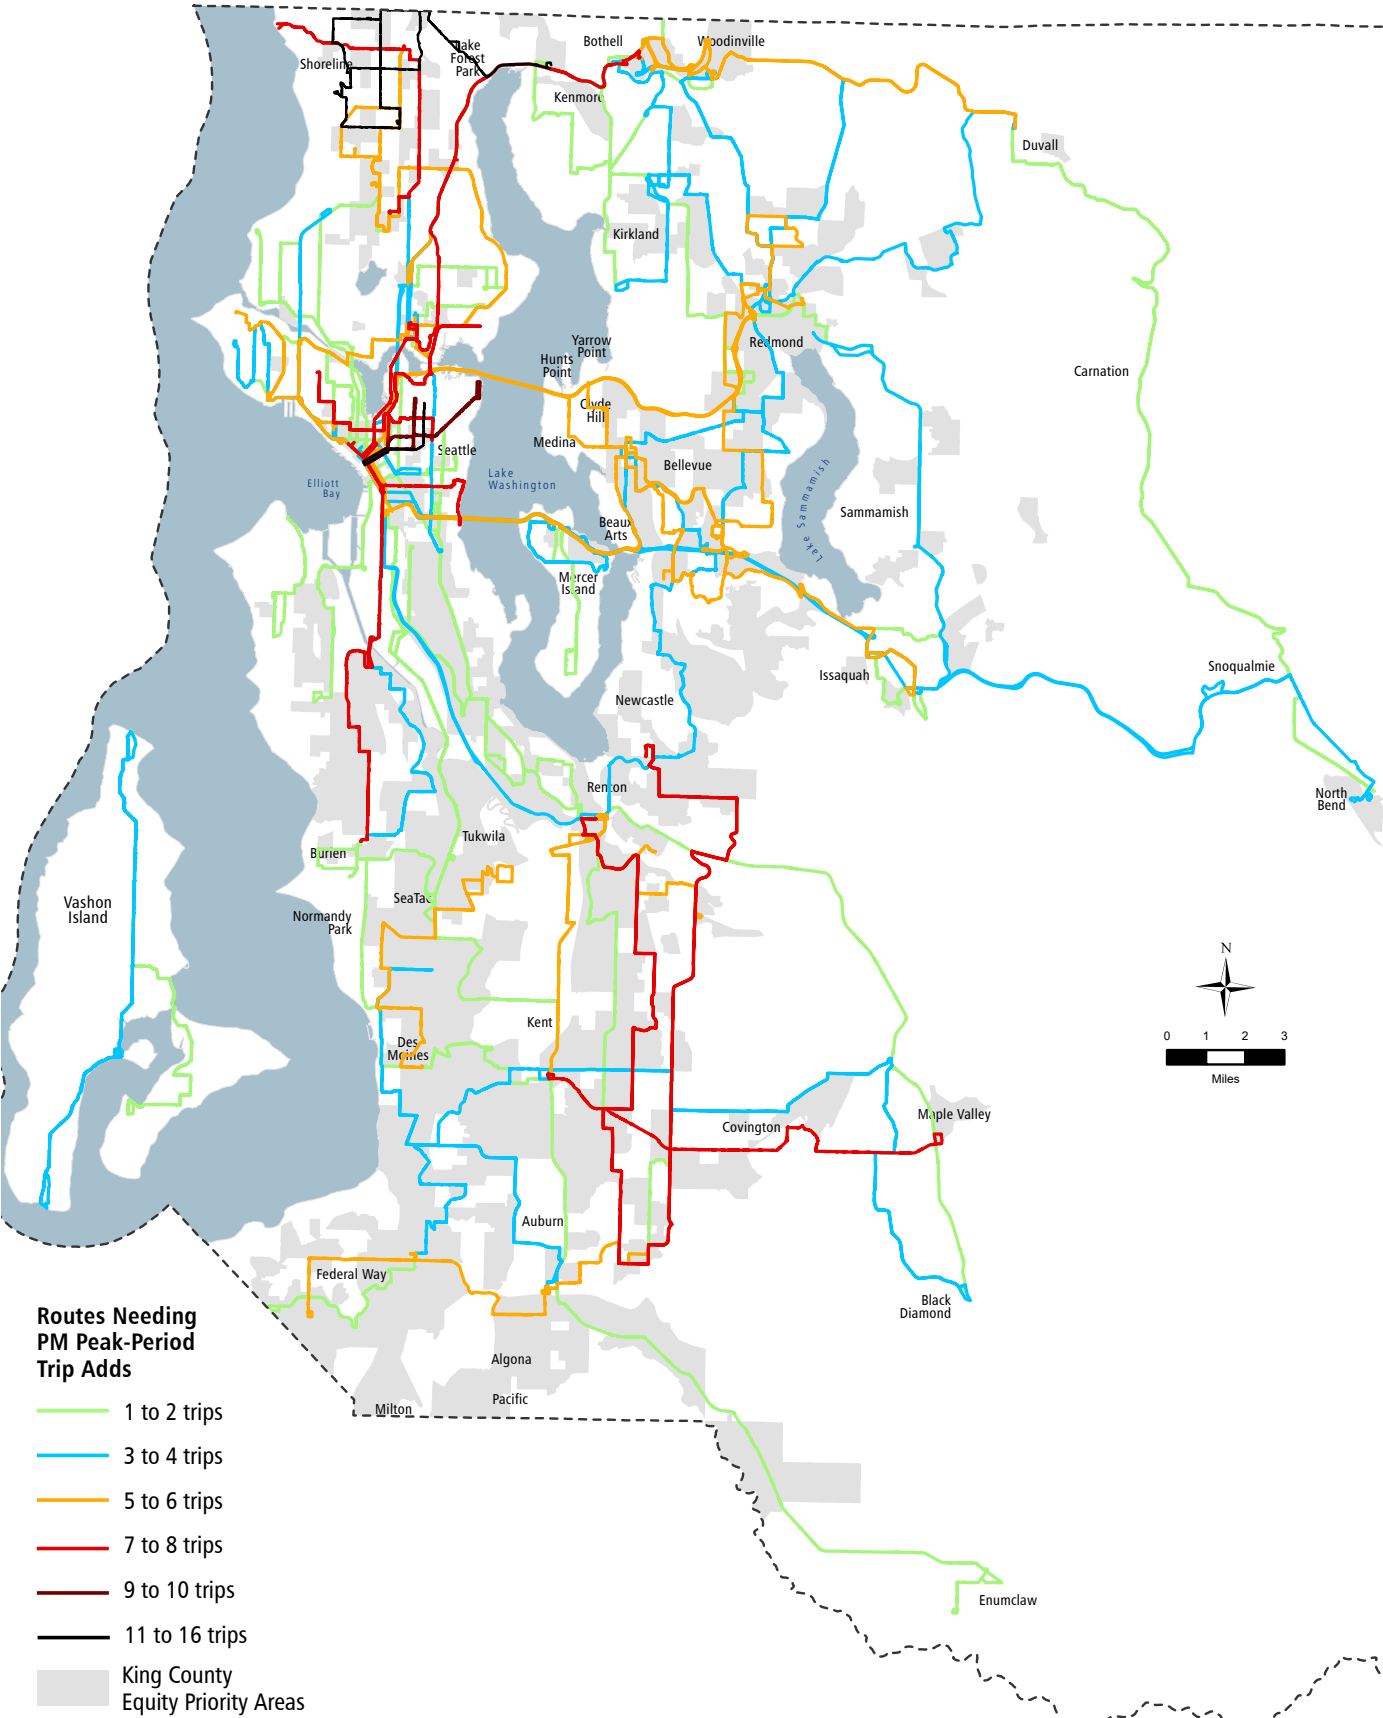 Bothell
Woodinville
Lake
Forest
Park
Shoreline
Kenmore
Duvall
Kirkland
Yarrow
Point
Redmond
Hunts
Point
Carnation
Clyde
Hill
Medina
Seattle
Bellevue
Lake
Washington
Elliott
Bay
Lake Sammamish
Sammamish
Beaux
Arts
Mercer
Island
Snoqualmie
Issaquah
Newcastle
Renton
North
Bend
Tukwila
Burien
SeaTac
Vashon
Island
Normandy
Park
N
Kent
0 1 2 3
Miles
Des
Moines
Maple Valley
Covington
Auburn
Federal Way
Black
Diamond
Algona
Pacific
Milton
Enumclaw
Routes Needing
PM Peak-Period
Trip Adds
1 to 2 trips
3 to 4 trips
5 to 6 trips
7 to 8 trips
9 to 10 trips
11 to 16 trips
King County
Equity Priority Areas